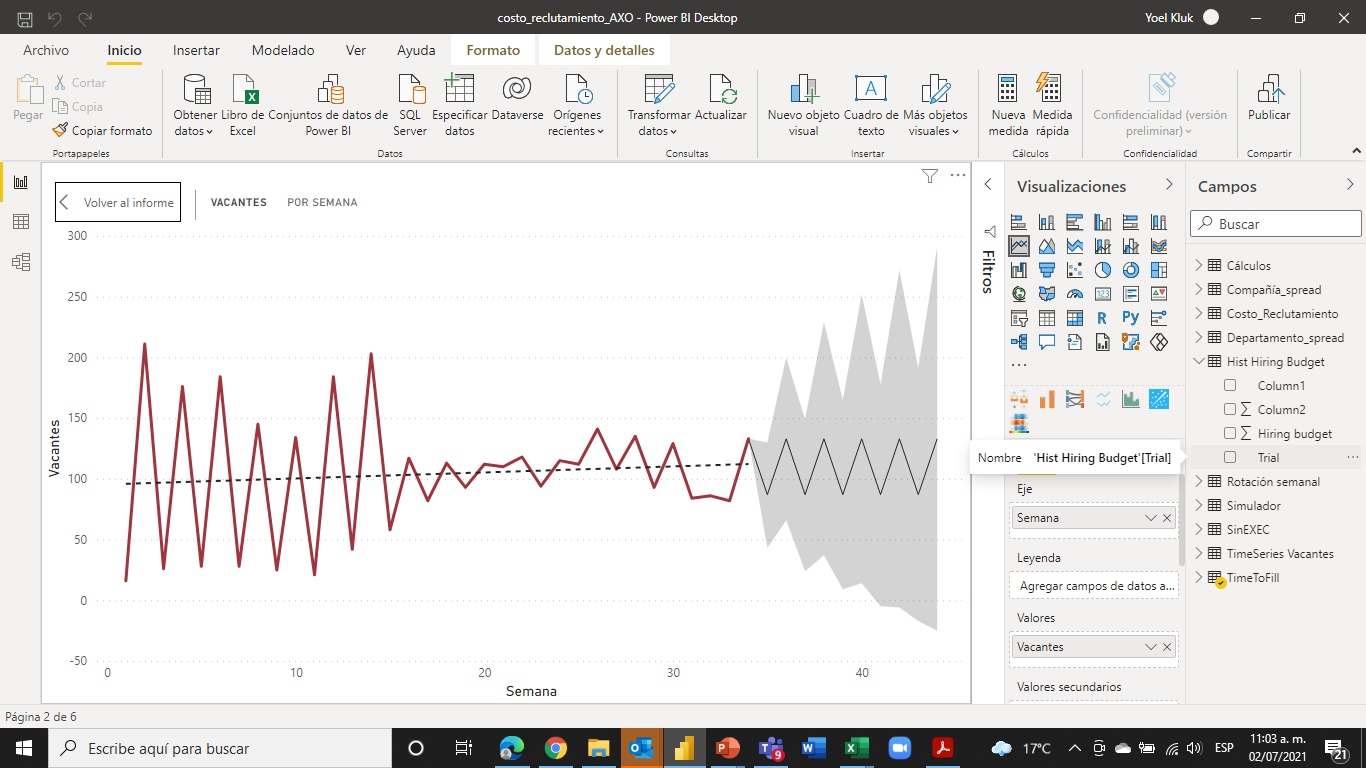 costo_reclutamiento_AXO - Power BI Desktop
Yoel Kluk
Archivo Inicio Insertar Modelado Ver Ayuda Formato Datos y detalles
Pegar
Cortar
Copia
Copiar formato
Portapapeles
Obtener datos
Libro de Excel
Conjuntos de datos de Power BI
SQL Server
Especificar datos
Dataverse
Orígenes recientes
Datos
Transformar datos
Actualizar
Consultas
Nuevo objeto visual
Cuadro de texto
Más objetos visuales
Insertar
Nueva medida
Medida rápida
Cálculos
Confidencialidad (versión preliminar)
Confidencialidad
Publicar
Compartir
Volver al informe
VACANTES
POR SEMANA
300
250
200
150
100
50
0
-50
Vacantes
0 10 20 30 40
Semana
Filtros
Visualizaciones
R
Py
123
Nombre 'Hist Hiring Budget'[Trial]
Eje
Semana
Leyenda
Agregar campos de datos a...
Valores
Vacantes
Valores secundarios
Campos
Buscar
Cálculos
Compañía_spread
Costo_Reclutamiento
Departamento_spread
Hist Hiring Budget
Column1
Column2
Hiring budget
Trial
Rotación semanal
Simulador
SinEXEC
TimeSeries Vacantes
TimeToFill
Página 2 de 6
Escribe aquí para buscar
9
17°C
ESP
11:03 a. m.
02/07/2021
21